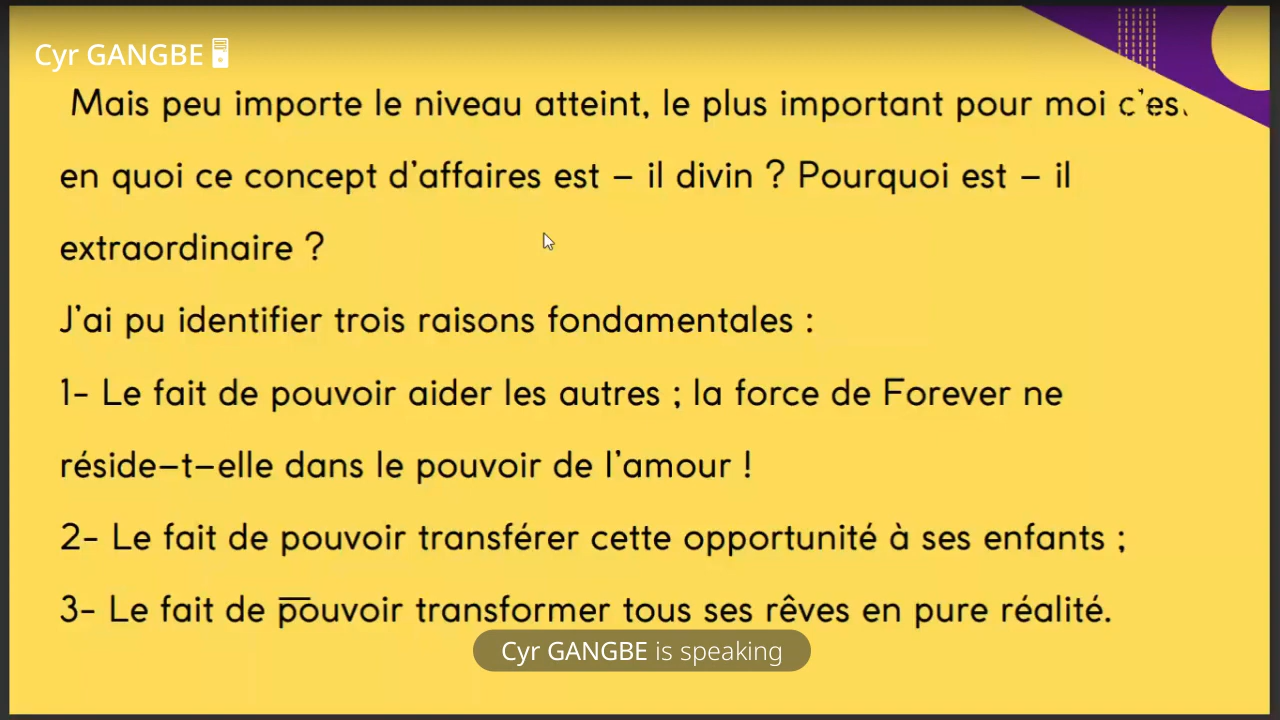 Cyr GANGBE
Mais peu importe le niveau atteint, le plus important pour moi c'est
en quoi ce concept d'affaires est – il divin ? Pourquoi est – il
extraordinaire ?
J'ai pu identifier trois raisons fondamentales :
1- Le fait de pouvoir aider les autres ; la force de Forever ne
réside–t–elle dans le pouvoir de l'amour !
2- Le fait de pouvoir transférer cette opportunité à ses enfants ;
3- Le fait de pouvoir transformer tous ses rêves en pure réalité.
Cyr GANGBE is speaking